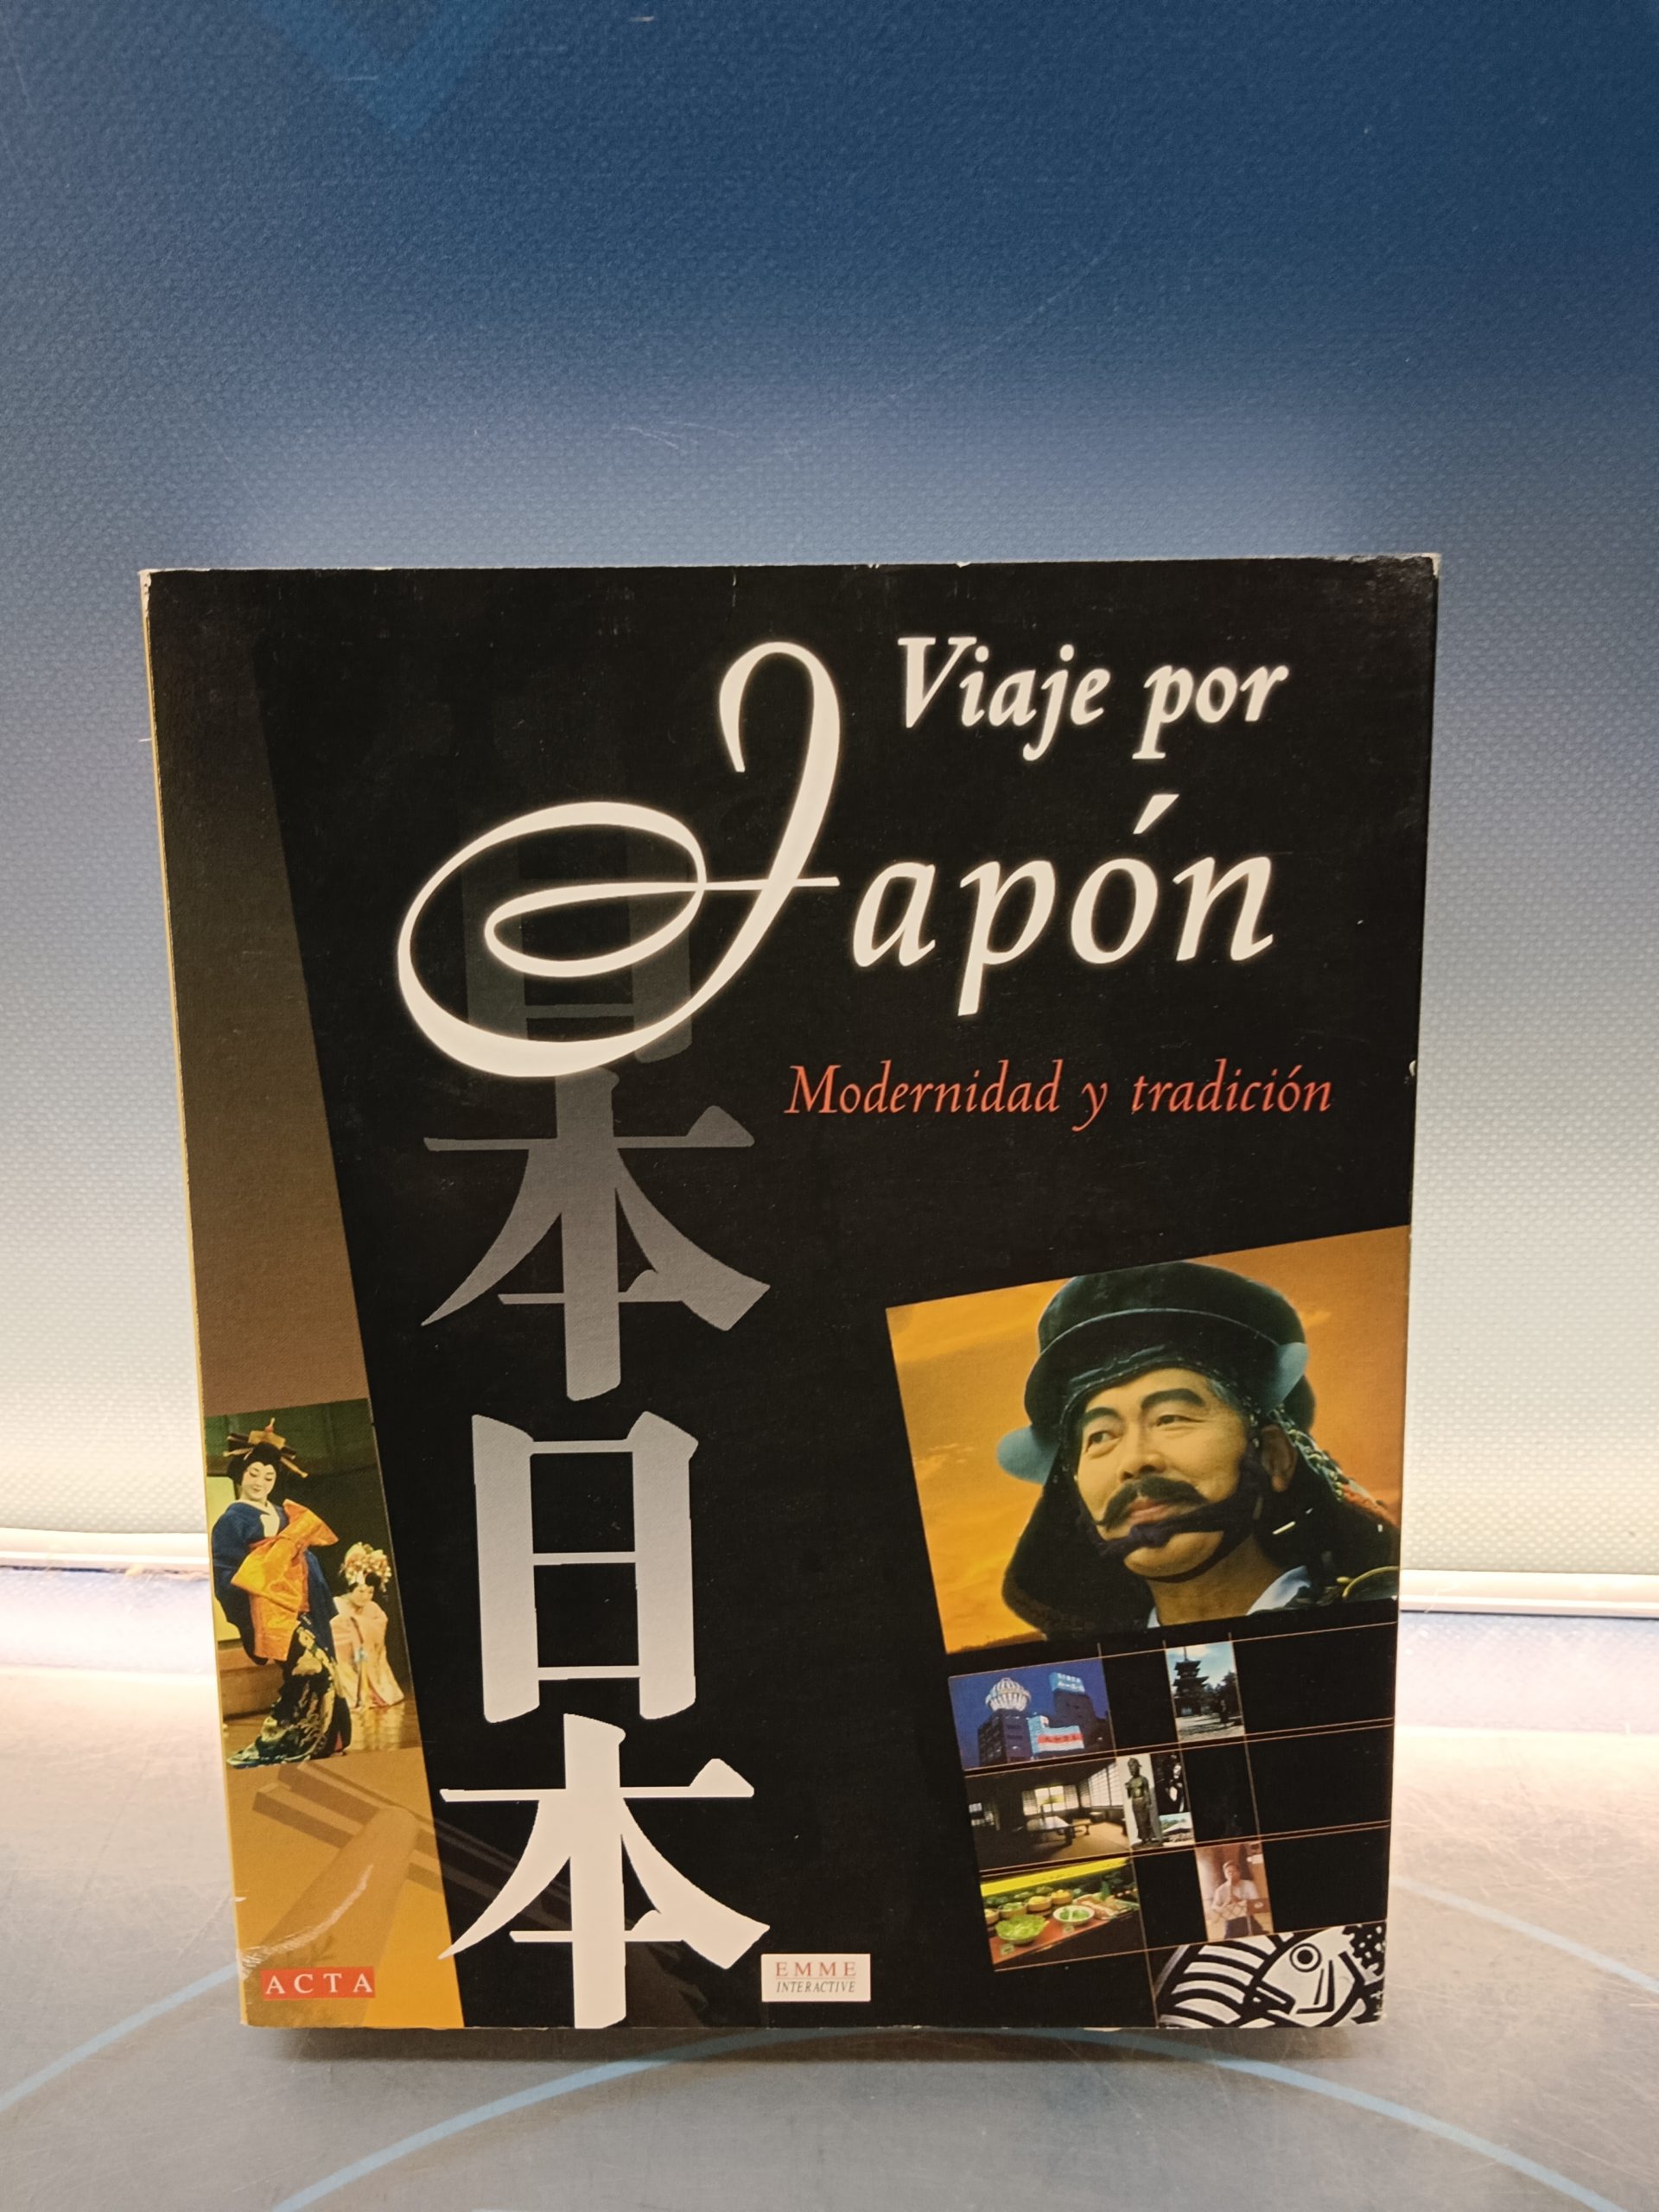 Viaje por
Japón
Modernidad y tradición
日
本
日
本
ACTA
EMME
INTERACTIVE